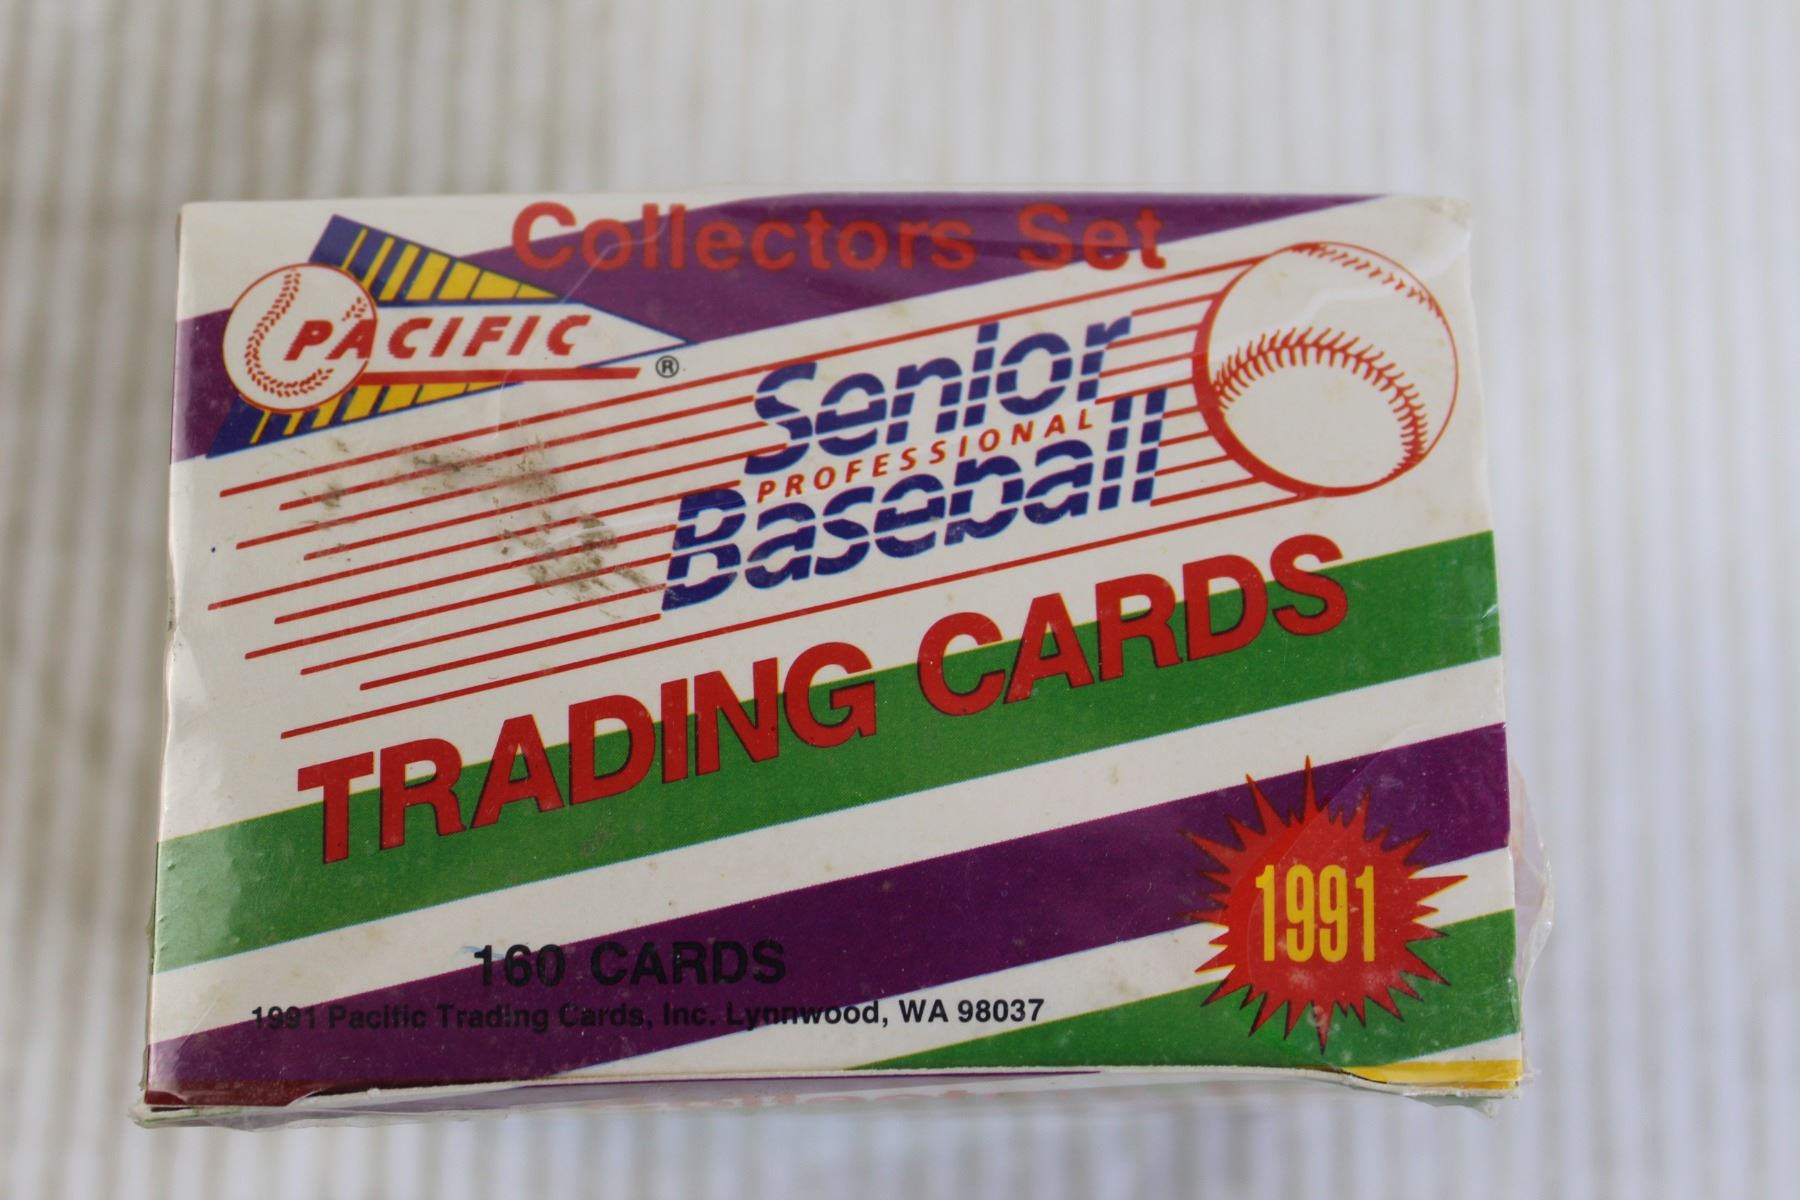 Collectors Set
PACIFIC ®
Senior
PROFESSIONAL
Baseball
TRADING CARDS
1991
160 CARDS
1991 Pacific Trading Cards, Inc. Lynnwood, WA 98037